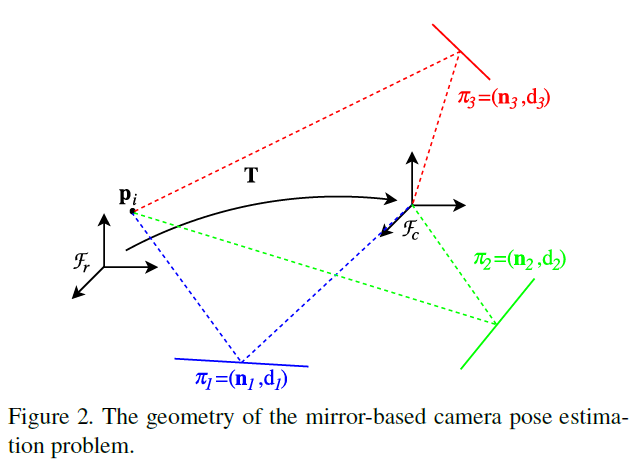 π3=(n3,d3)
T
pi
ℱr
ℱc
π2=(n2,d2)
π1=(n1,d1)
Figure 2. The geometry of the mirror-based camera pose estima-
tion problem.